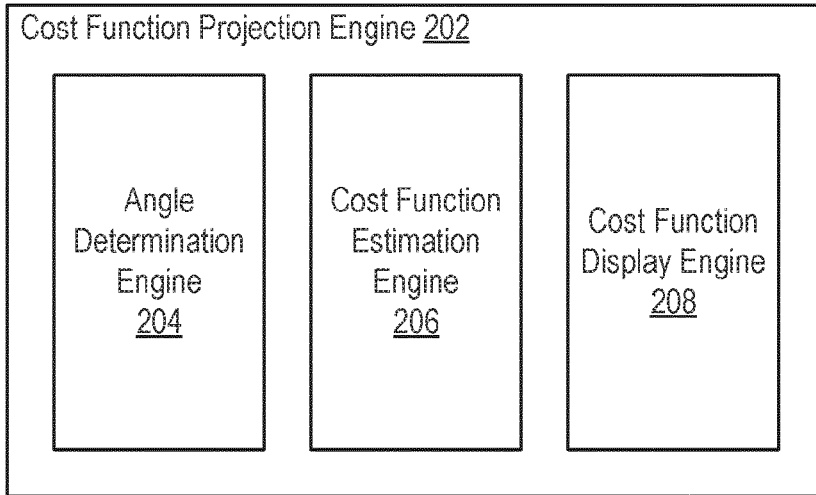 Cost Function Projection Engine 202
Angle
Determination
Engine
204
Cost Function
Estimation
Engine
206
Cost Function
Display Engine
208